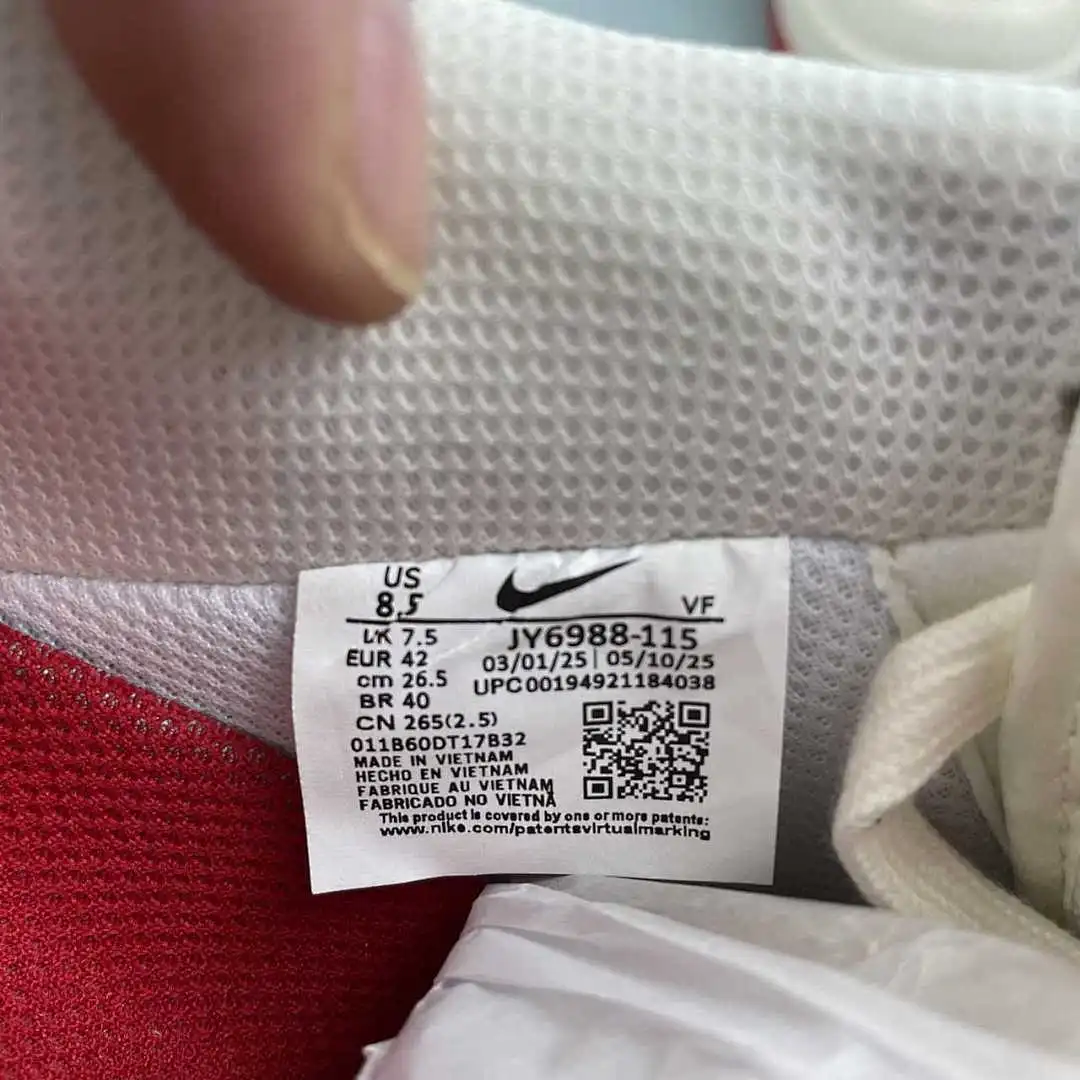 US
8.5
VF
UK 7.5
JY6988-115
EUR 42
03/01/25 | 05/10/25
cm 26.5
UPC00194921184038
BR 40
CN 265(2.5)
011B60DT17B32
MADE IN VIETNAM
HECHO EN VIETNAM
FABRIQUE AU VIETNAM
FABRICADO NO VIETNÃ
This product is covered by one or more patents:
www.nike.com/patentsvirtualmarking